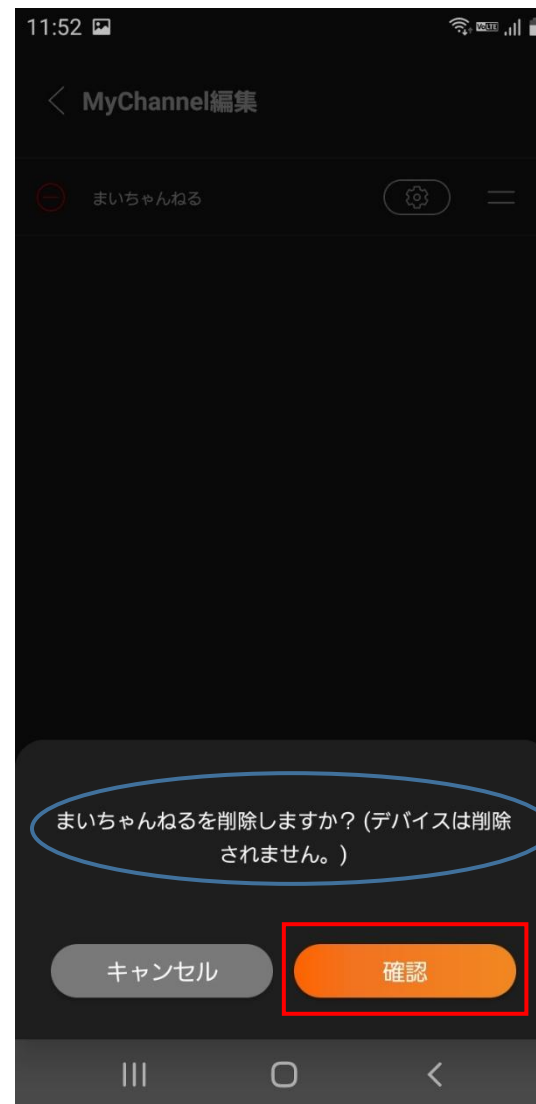 11:52
VoLTE
MyChannel編集
まいちゃんねる
まいちゃんねるを削除しますか？ (デバイスは削除
されません。)
キャンセル
確認